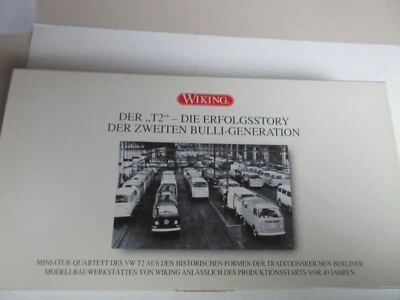 WIKING
DER „T2“ – DIE ERFOLGSSTORY
DER ZWEITEN BULLI-GENERATION
MINIATUR-QUARTETT DES VW T2 AUS DEN HISTORISCHEN FORMEN DER TRADITIONSREICHEN BERLINER
MODELLBAUWERKSTÄTTEN VON WIKING ANLÄSSLICH DES PRODUKTIONSSTARTS VOR 40 JAHREN.